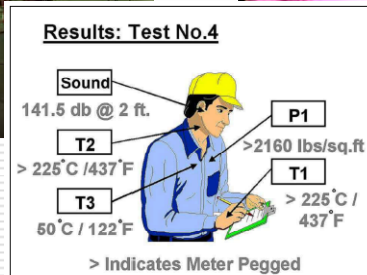 Results: Test No.4
Sound
141.5 db @ 2 ft.
P1
>2160 lbs/sq.ft
T2
> 225°C /437°F
T1
> 225°C /
437°F
T3
50°C / 122°F
> Indicates Meter Pegged